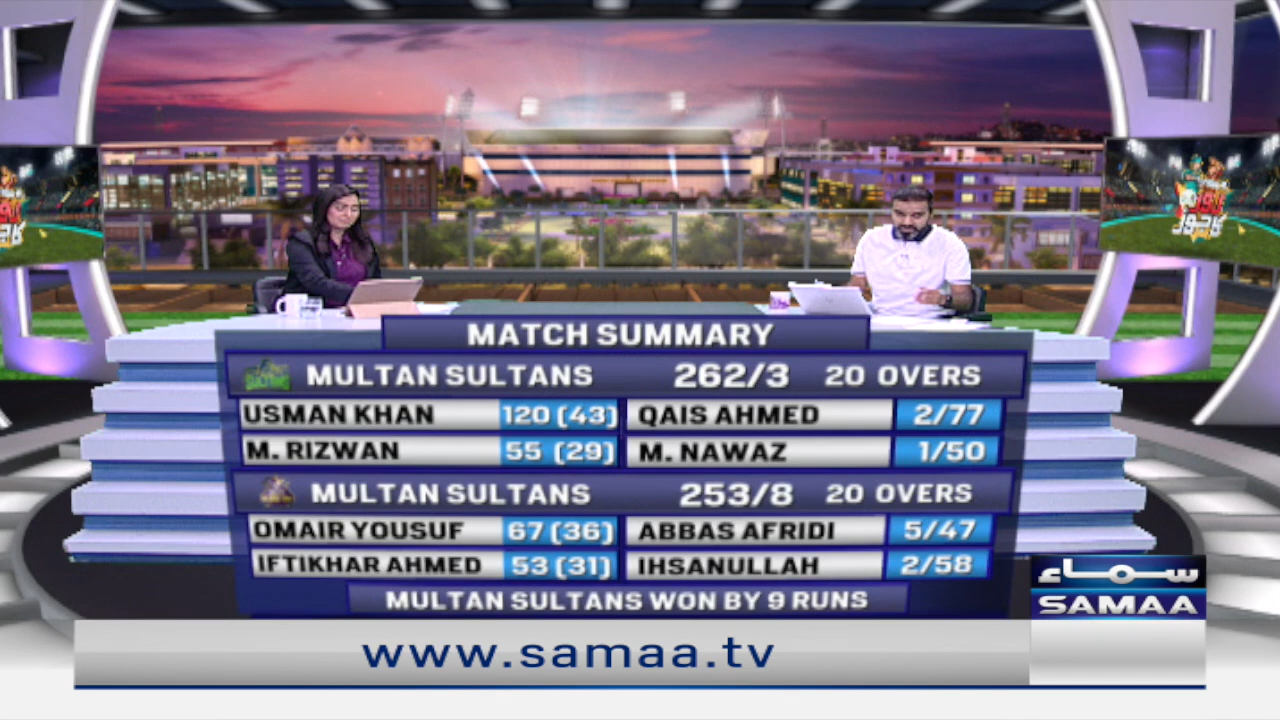 MATCH SUMMARY
MULTAN SULTANS 262/3 20 OVERS
USMAN KHAN 120 (43) QAIS AHMED 2/77
M. RIZWAN 55 (29) M. NAWAZ 1/50
MULTAN SULTANS 253/8 20 OVERS
OMAIR YOUSUF 67 (36) ABBAS AFRIDI 5/47
IFTIKHAR AHMED 53 (31) IHSANULLAH 2/58
MULTAN SULTANS WON BY 9 RUNS
سماء
SAMAA
www.samaa.tv